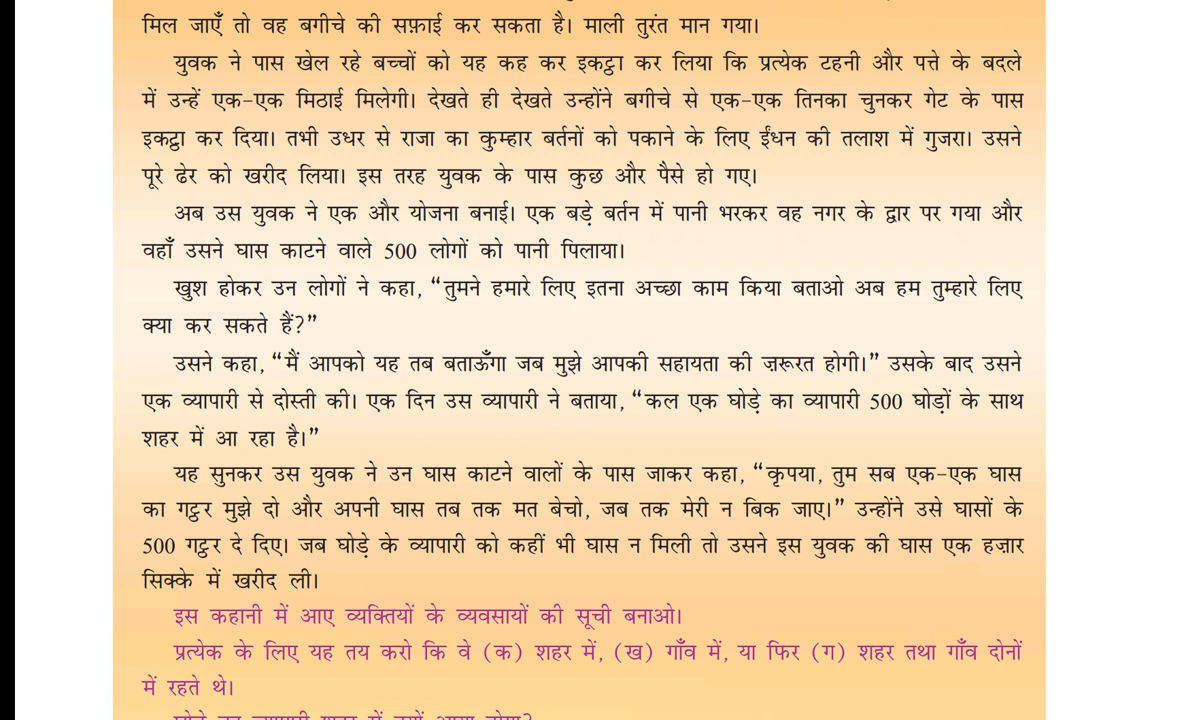 मिल जाएँ तो वह बगीचे की सफ़ाई कर सकता है। माली तुरंत मान गया।
युवक ने पास खेल रहे बच्चों को यह कह कर इकट्ठा कर लिया कि प्रत्येक टहनी और पत्ते के बदले
में उन्हें एक-एक मिठाई मिलेगी। देखते ही देखते उन्होंने बगीचे से एक-एक तिनका चुनकर गेट के पास
इकट्ठा कर दिया। तभी उधर से राजा का कुम्हार बर्तनों को पकाने के लिए ईंधन की तलाश में गुजरा। उसने
पूरे ढेर को खरीद लिया। इस तरह युवक के पास कुछ और पैसे हो गए।
अब उस युवक ने एक और योजना बनाई। एक बड़े बर्तन में पानी भरकर वह नगर के द्वार पर गया और
वहाँ उसने घास काटने वाले 500 लोगों को पानी पिलाया।
खुश होकर उन लोगों ने कहा, “तुमने हमारे लिए इतना अच्छा काम किया बताओ अब हम तुम्हारे लिए
क्या कर सकते हैं?”
उसने कहा, “मैं आपको यह तब बताऊँगा जब मुझे आपकी सहायता की ज़रूरत होगी।” उसके बाद उसने
एक व्यापारी से दोस्ती की। एक दिन उस व्यापारी ने बताया, “कल एक घोड़े का व्यापारी 500 घोड़ों के साथ
शहर में आ रहा है।”
यह सुनकर उस युवक ने उन घास काटने वालों के पास जाकर कहा, “कृपया, तुम सब एक-एक घास
का गट्ठर मुझे दो और अपनी घास तब तक मत बेचो, जब तक मेरी न बिक जाए।” उन्होंने उसे घासों के
500 गट्ठर दे दिए। जब घोड़े के व्यापारी को कहीं भी घास न मिली तो उसने इस युवक की घास एक हज़ार
सिक्के में खरीद ली।
इस कहानी में आए व्यक्तियों के व्यवसायों की सूची बनाओ।
प्रत्येक के लिए यह तय करो कि वे (क) शहर में, (ख) गाँव में, या फिर (ग) शहर तथा गाँव दोनों
में रहते थे।